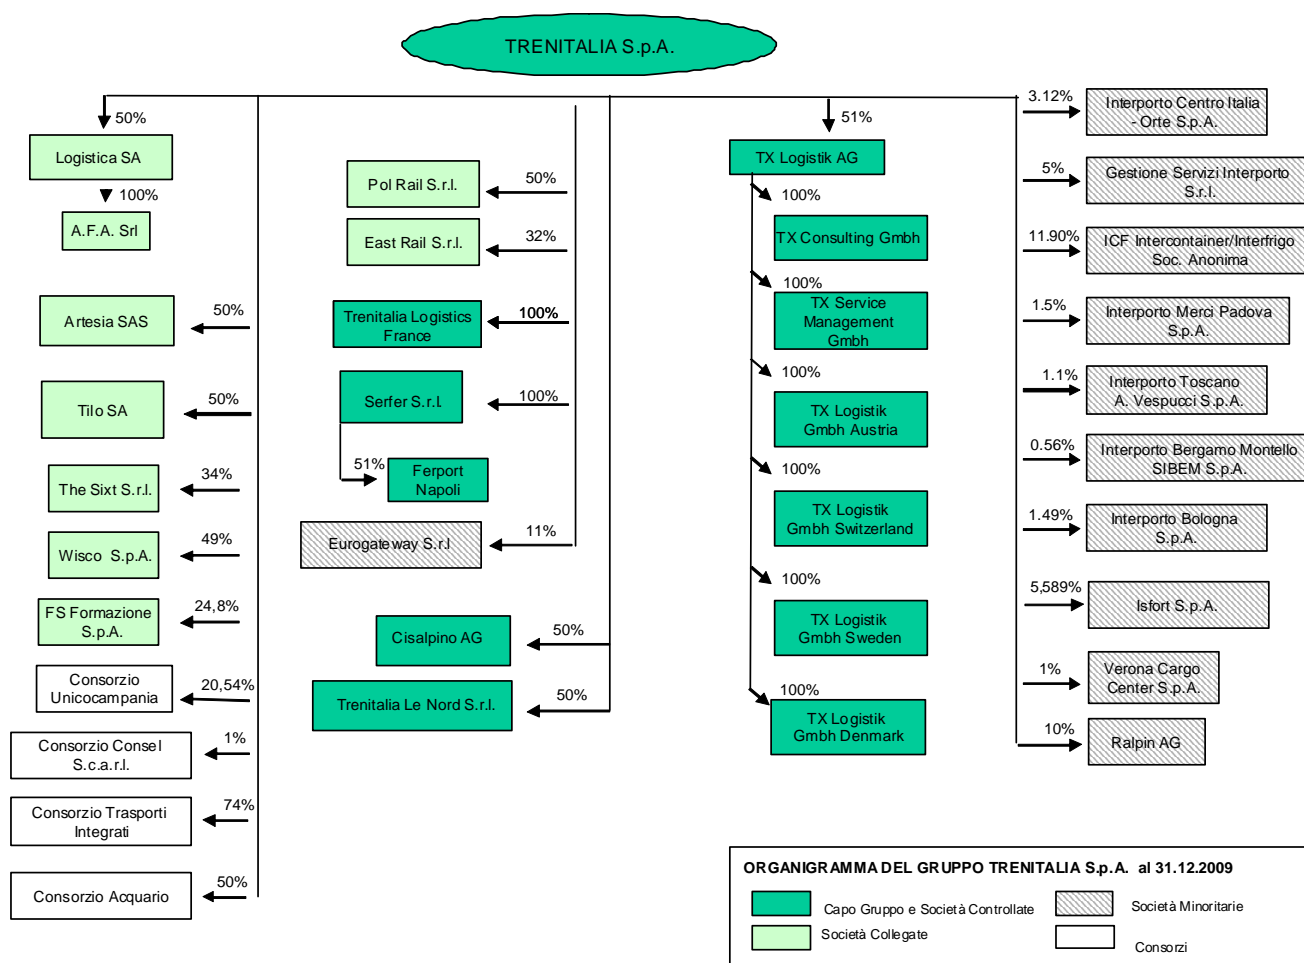 TRENITALIA S.p.A.
50%
Logistica SA
100%
A.F.A. Srl
50%
Artesia SAS
50%
Tilo SA
34%
The Sixt S.r.l.
49%
Wisco S.p.A.
24,8%
FS Formazione
S.p.A.
20,54%
Consorzio
Unicocampania
1%
Consorzio Consel
S.c.a.r.l.
74%
Consorzio Trasporti
Integrati
50%
Consorzio Acquario
50%
Pol Rail S.r.l.
32%
East Rail S.r.l.
100%
Trenitalia Logistics
France
100%
Serfer S.r.l.
51%
Ferport
Napoli
11%
Eurogateway S.r.l
50%
Cisalpino AG
50%
Trenitalia Le Nord S.r.l.
51%
TX Logistik AG
100%
TX Consulting Gmbh
100%
TX Service
Management
Gmbh
100%
TX Logistik
Gmbh Austria
100%
TX Logistik
Gmbh Switzerland
100%
TX Logistik
Gmbh Sweden
100%
TX Logistik
Gmbh Denmark
3.12%
Interporto Centro Italia
- Orte S.p.A.
5%
Gestione Servizi Interporto
S.r.l.
11.90%
ICF Intercontainer/Interfrigo
Soc. Anonima
1.5%
Interporto Merci Padova
S.p.A.
1.1%
Interporto Toscano
A. Vespucci S.p.A.
0.56%
Interporto Bergamo Montello
SIBEM S.p.A.
1.49%
Interporto Bologna
S.p.A.
5,589%
Isfort S.p.A.
1%
Verona Cargo
Center S.p.A.
10%
Ralpin AG
ORGANIGRAMMA DEL GRUPPO TRENITALIA S.p.A. al 31.12.2009
Capo Gruppo e Società Controllate
Società Minoritarie
Società Collegate
Consorzi